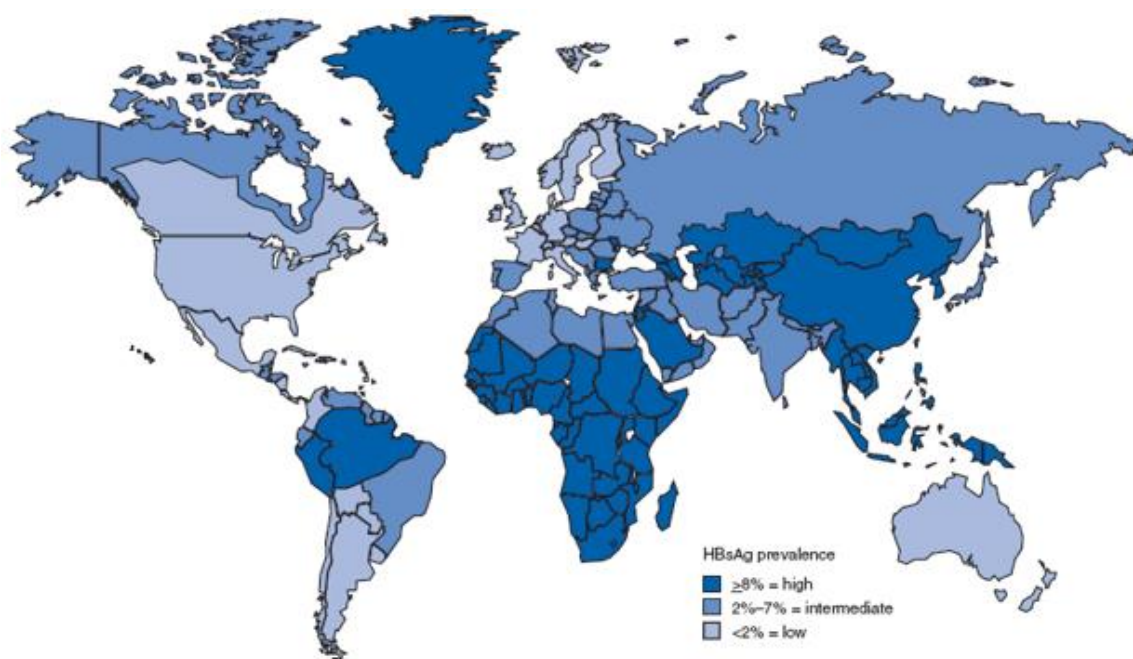 HBsAg prevalence
≥8% = high
2%–7% = intermediate
<2% = low